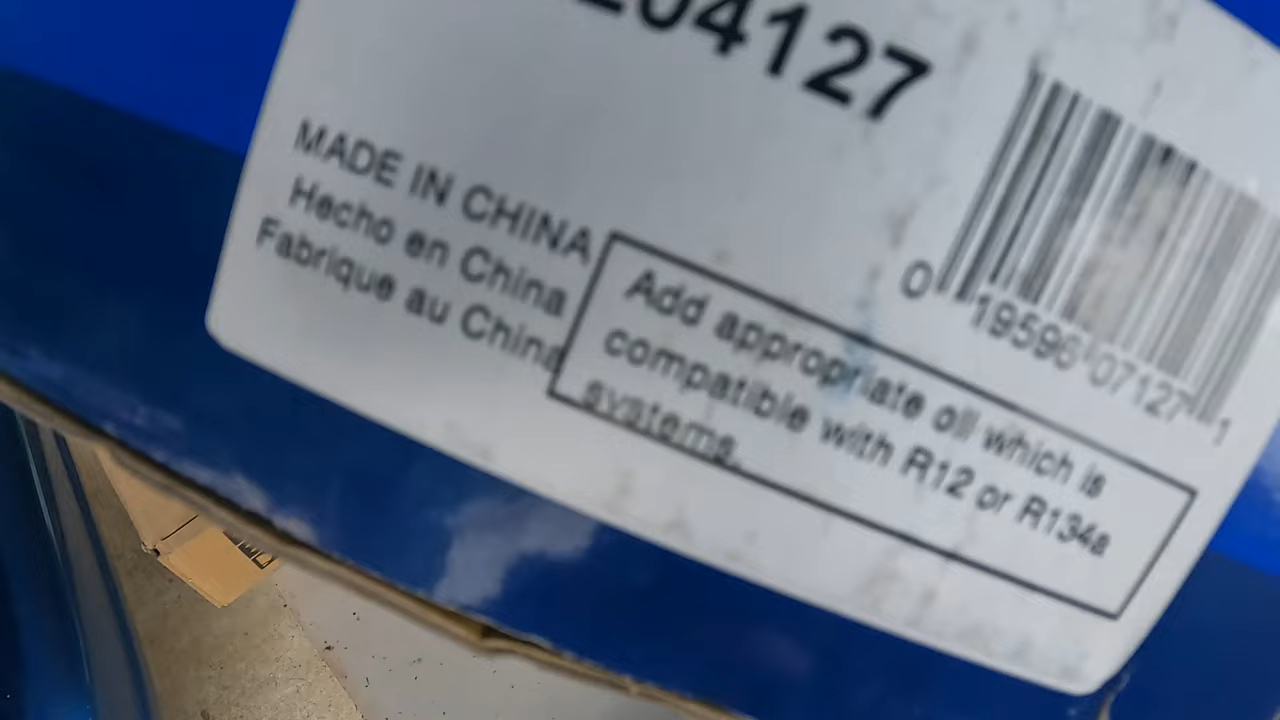 204127
MADE IN CHINA
Hecho en China
Fabrique au China
Add appropriate oil which is
compatible with R12 or R134a
systems.
0 19596 07127 1